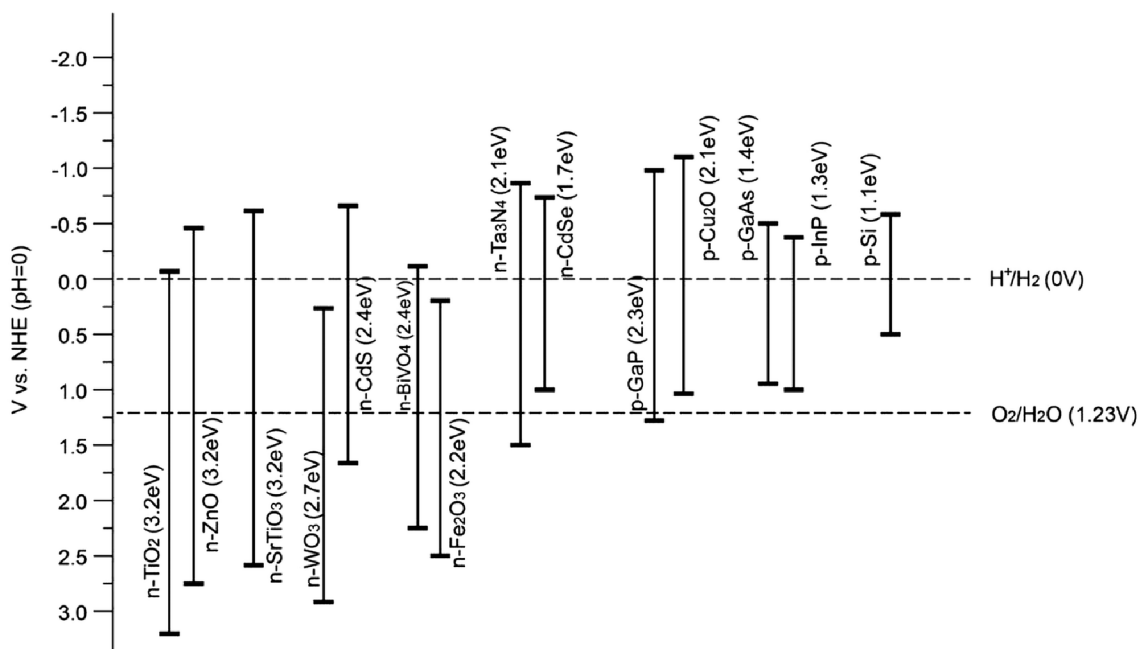 V vs. NHE (pH=0)
-2.0
-1.5
-1.0
-0.5
0.0
0.5
1.0
1.5
2.0
2.5
3.0
n-TiO₂ (3.2eV)
n-ZnO (3.2eV)
n-SrTiO₃ (3.2eV)
n-WO₃ (2.7eV)
n-CdS (2.4eV)
n-BiVO4 (2.4eV)
n-Fe₂O₃ (2.2eV)
n-Ta₃N₄ (2.1eV)
n-CdSe (1.7eV)
p-GaP (2.3eV)
p-Cu₂O (2.1eV)
p-GaAs (1.4eV)
p-InP (1.3eV)
p-Si (1.1eV)
H⁺/H₂ (0V)
O₂/H₂O (1.23V)